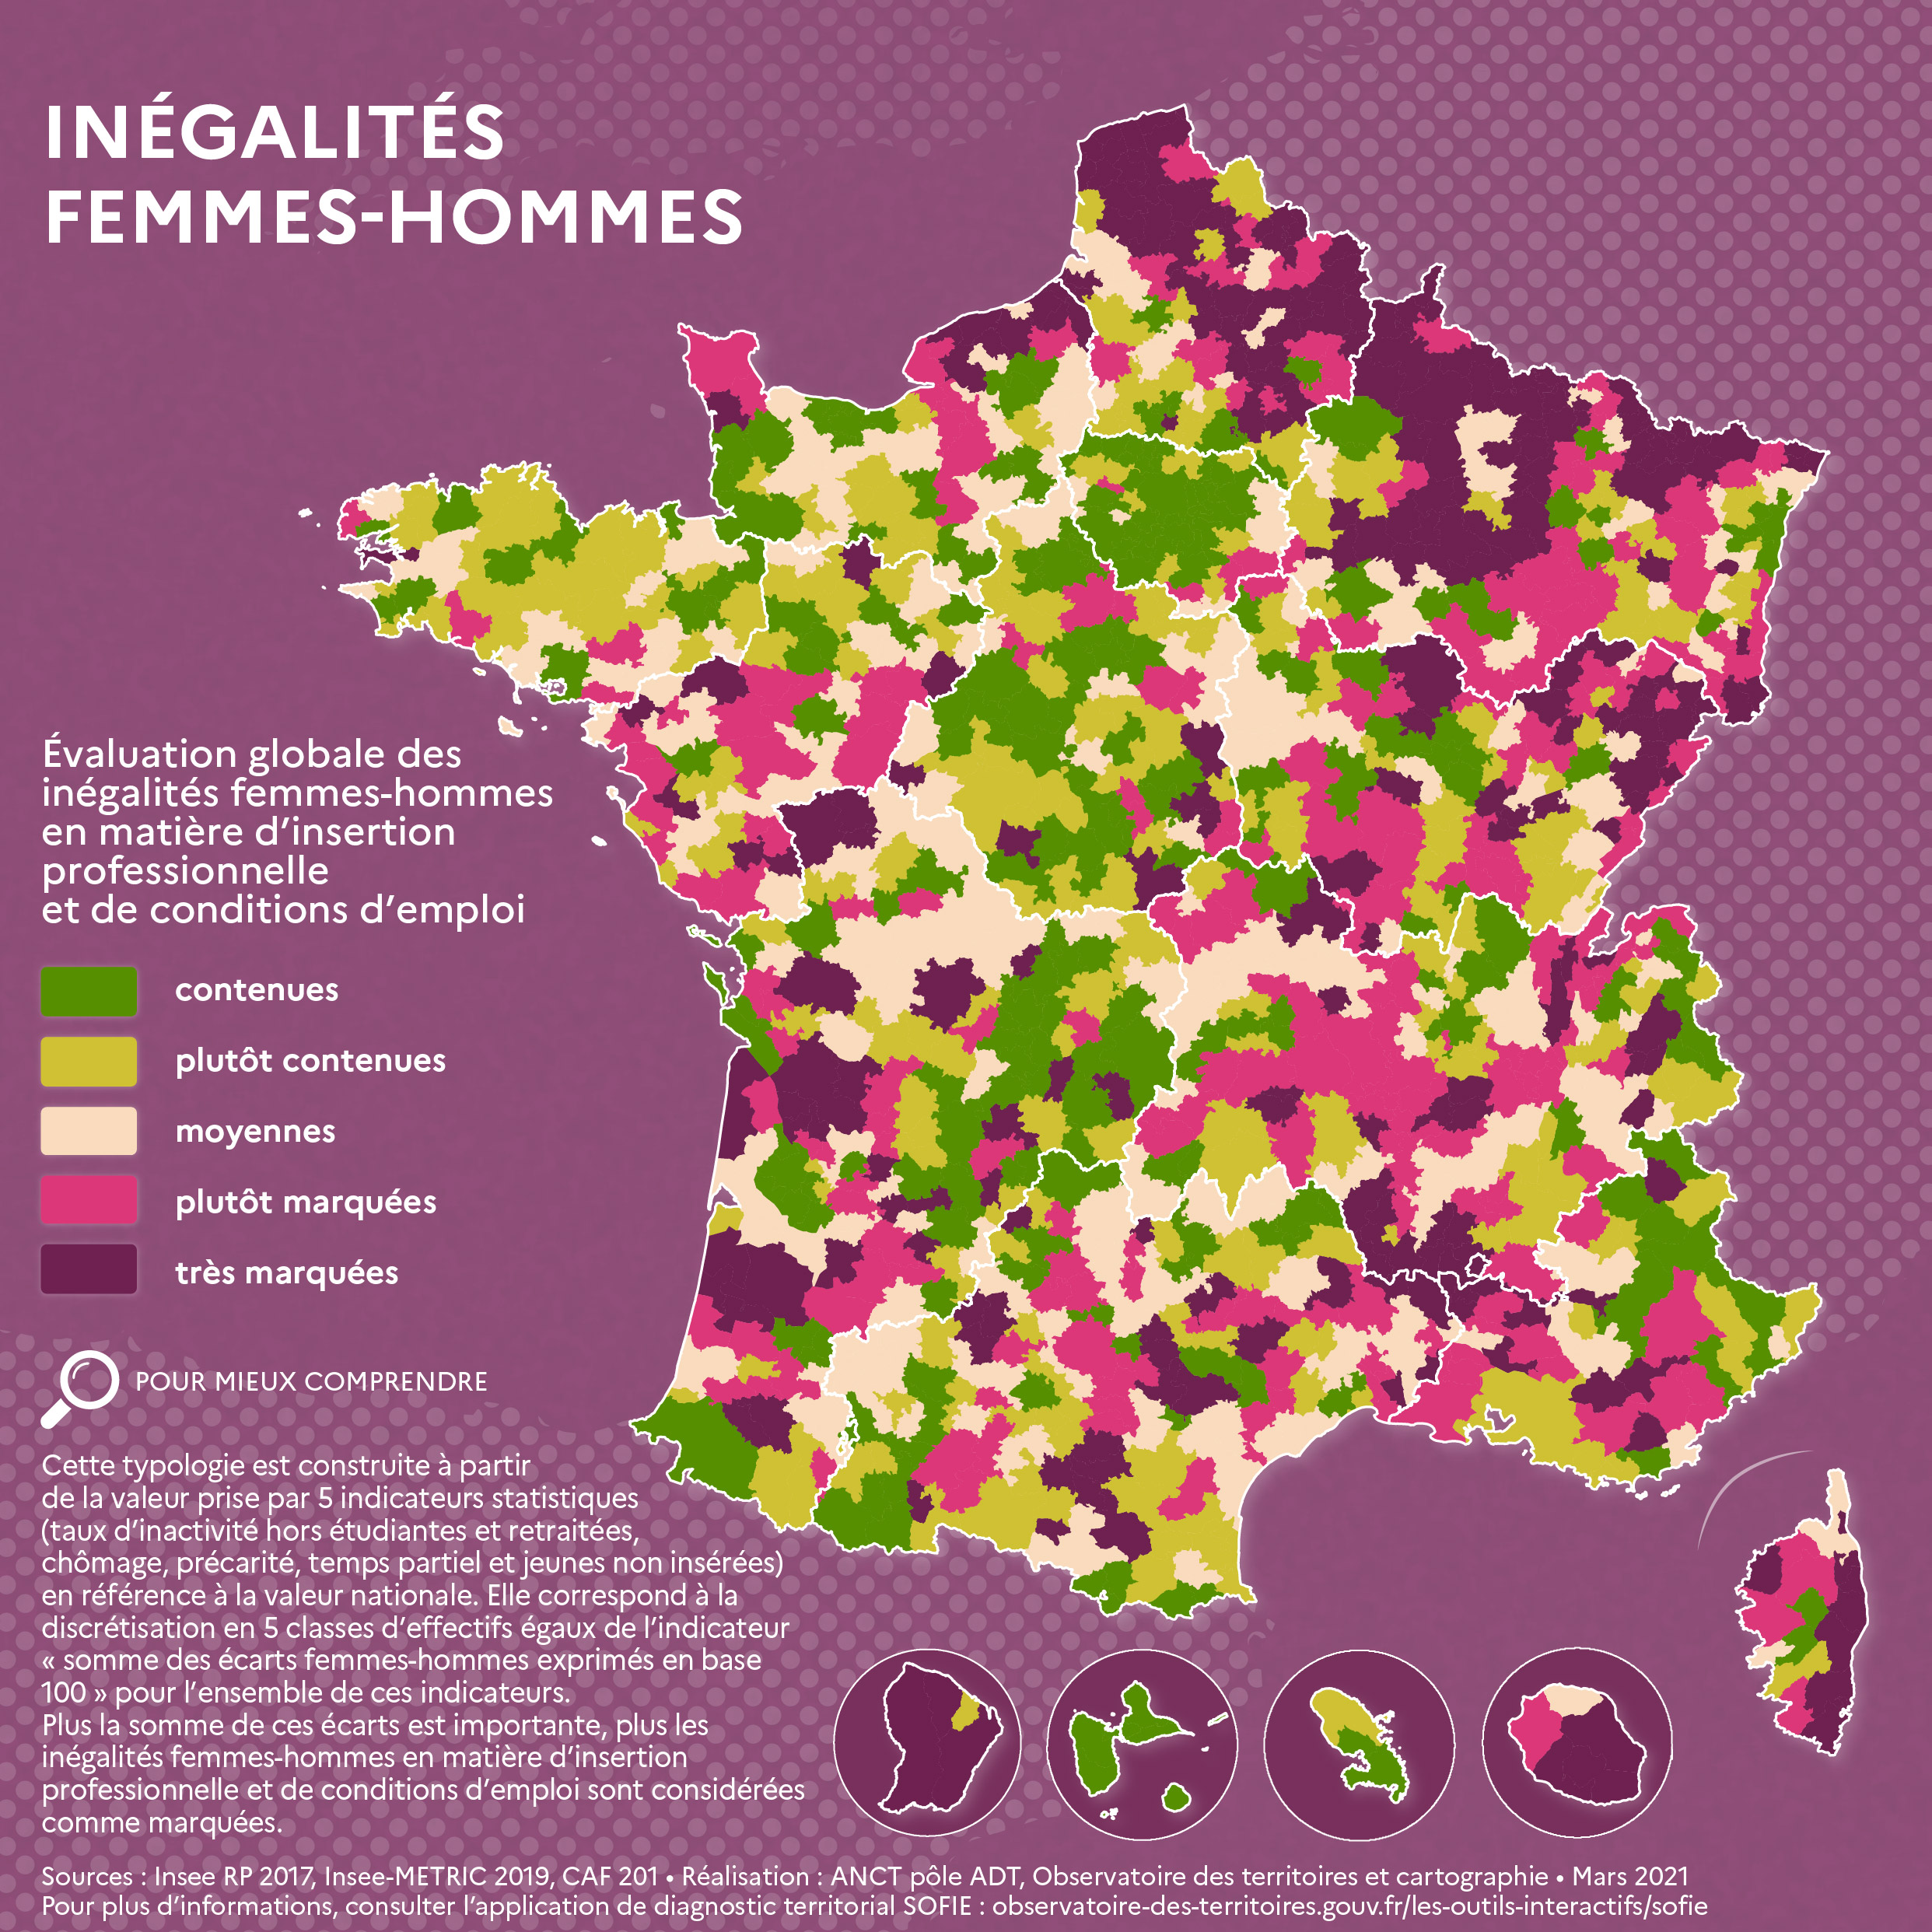 INÉGALITÉS
FEMMES-HOMMES
Évaluation globale des
inégalités femmes-hommes
en matière d’insertion
professionnelle
et de conditions d’emploi
contenues
plutôt contenues
moyennes
plutôt marquées
très marquées
POUR MIEUX COMPRENDRE
Cette typologie est construite à partir
de la valeur prise par 5 indicateurs statistiques
(taux d’inactivité hors étudiantes et retraitées,
chômage, précarité, temps partiel et jeunes non insérées)
en référence à la valeur nationale. Elle correspond à la
discrétisation en 5 classes d’effectifs égaux de l’indicateur
« somme des écarts femmes-hommes exprimés en base
100 » pour l’ensemble de ces indicateurs.
Plus la somme de ces écarts est importante, plus les
inégalités femmes-hommes en matière d’insertion
professionnelle et de conditions d’emploi sont considérées
comme marquées.
Sources : Insee RP 2017, Insee-METRIC 2019, CAF 201 • Réalisation : ANCT pôle ADT, Observatoire des territoires et cartographie • Mars 2021
Pour plus d’informations, consulter l’application de diagnostic territorial SOFIE : observatoire-des-territoires.gouv.fr/les-outils-interactifs/sofie